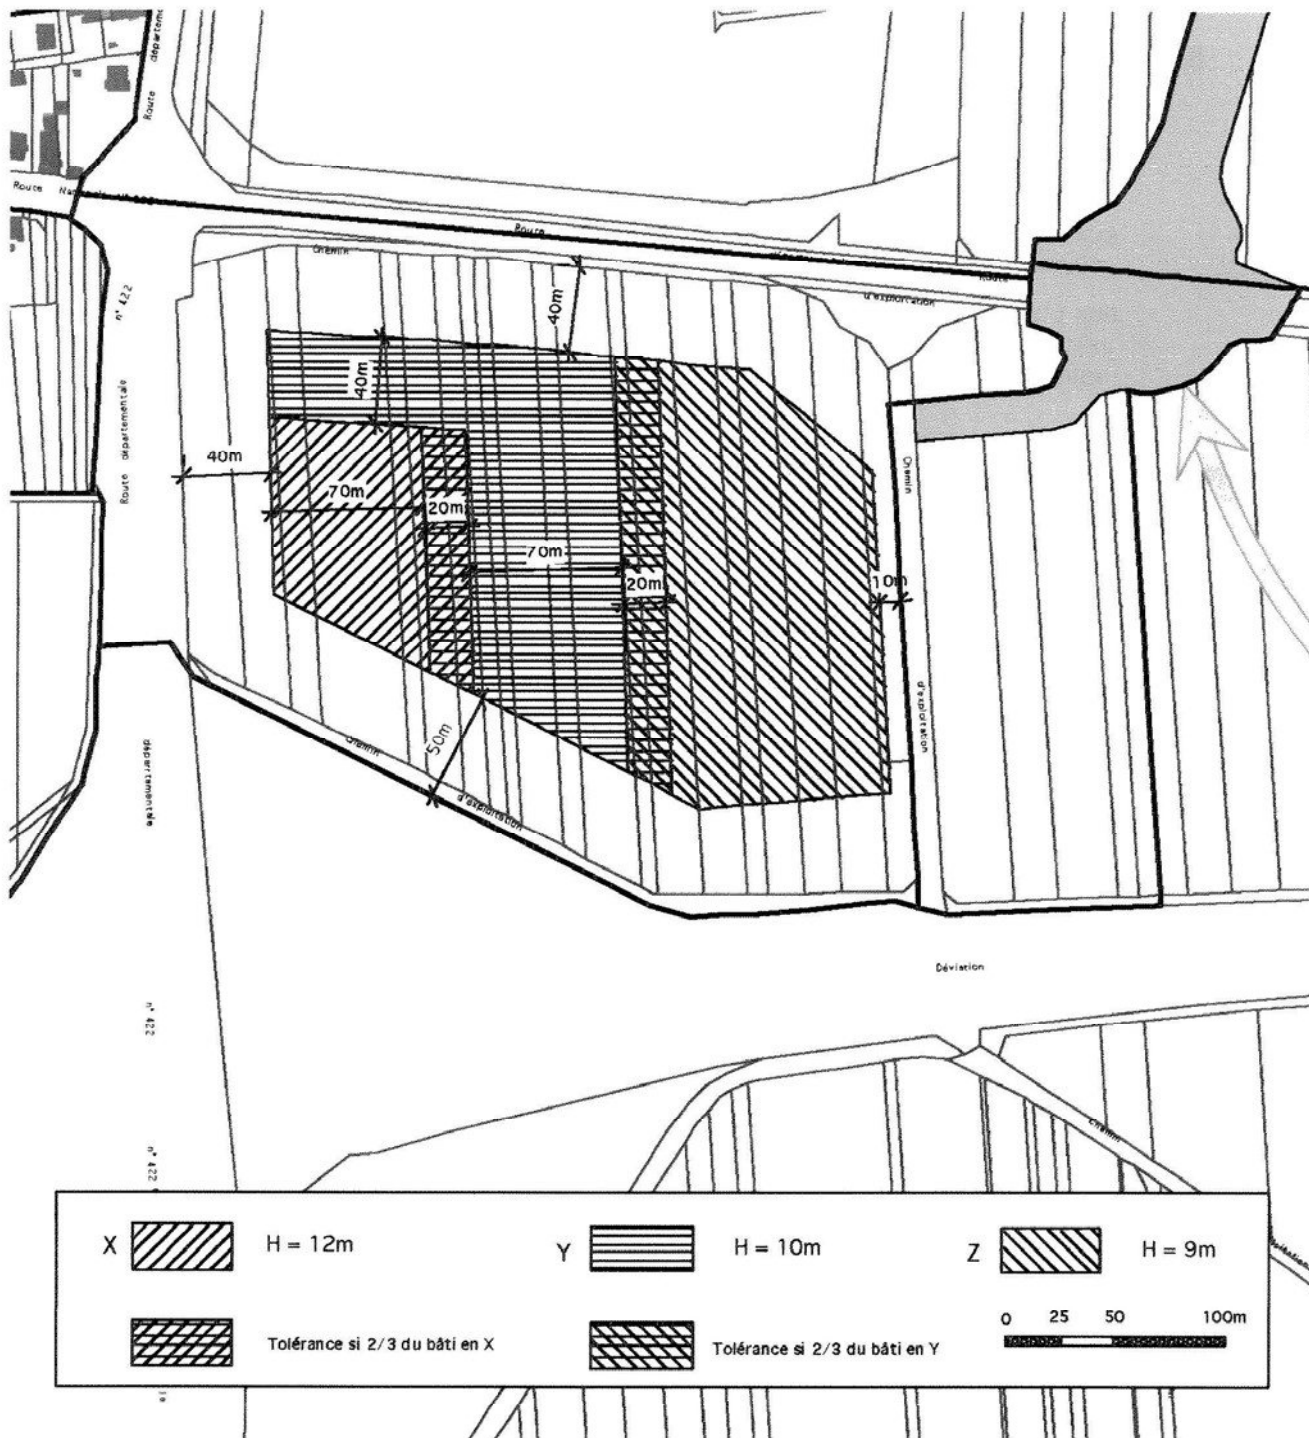 Route
département
Route
Route
Chemin
Route
d'exploitation
n° 422
40m
40m
Route départementale
40m
Chemin
70m
20m
70m
20m
10m
d'exploitation
50m
Chemin
d'exploitation
départementale
Déviation
n° 422
Chemin
n° 422
X H = 12m Y H = 10m Z H = 9m
0 25 50 100m
Tolérance si 2/3 du bâti en X Tolérance si 2/3 du bâti en Y